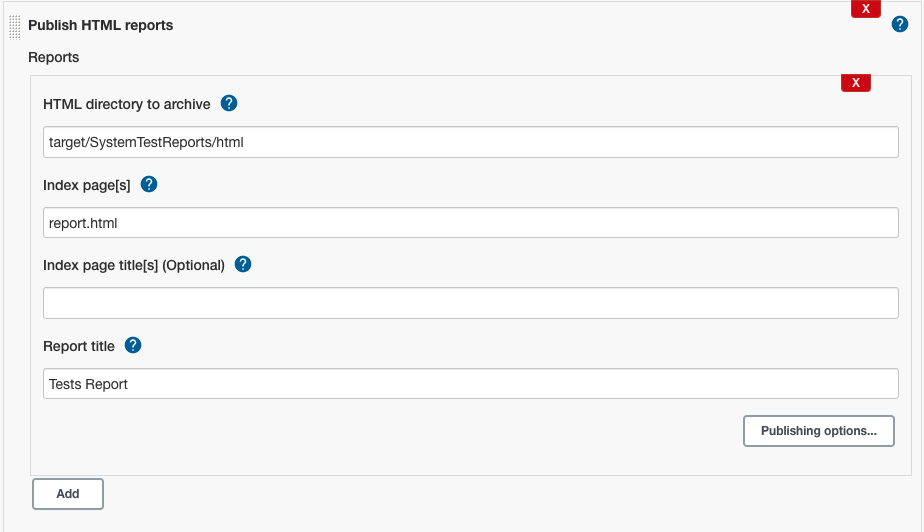 X
Publish HTML reports
?
Reports
X
HTML directory to archive ?
target/SystemTestReports/html
Index page[s] ?
report.html
Index page title[s] (Optional) ?
Report title ?
Tests Report
Publishing options...
Add